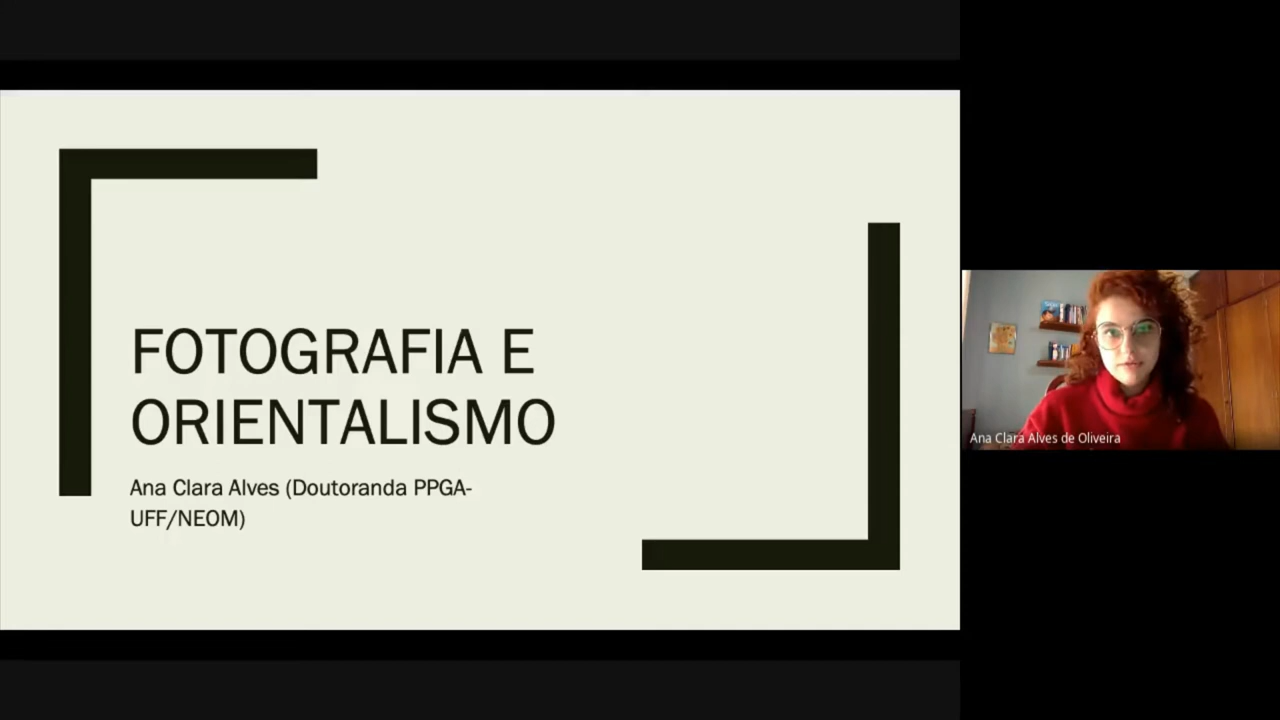 FOTOGRAFIA E
ORIENTALISMO
Ana Clara Alves (Doutoranda PPGA-
UFF/NEOM)
Ana Clara Alves de Oliveira